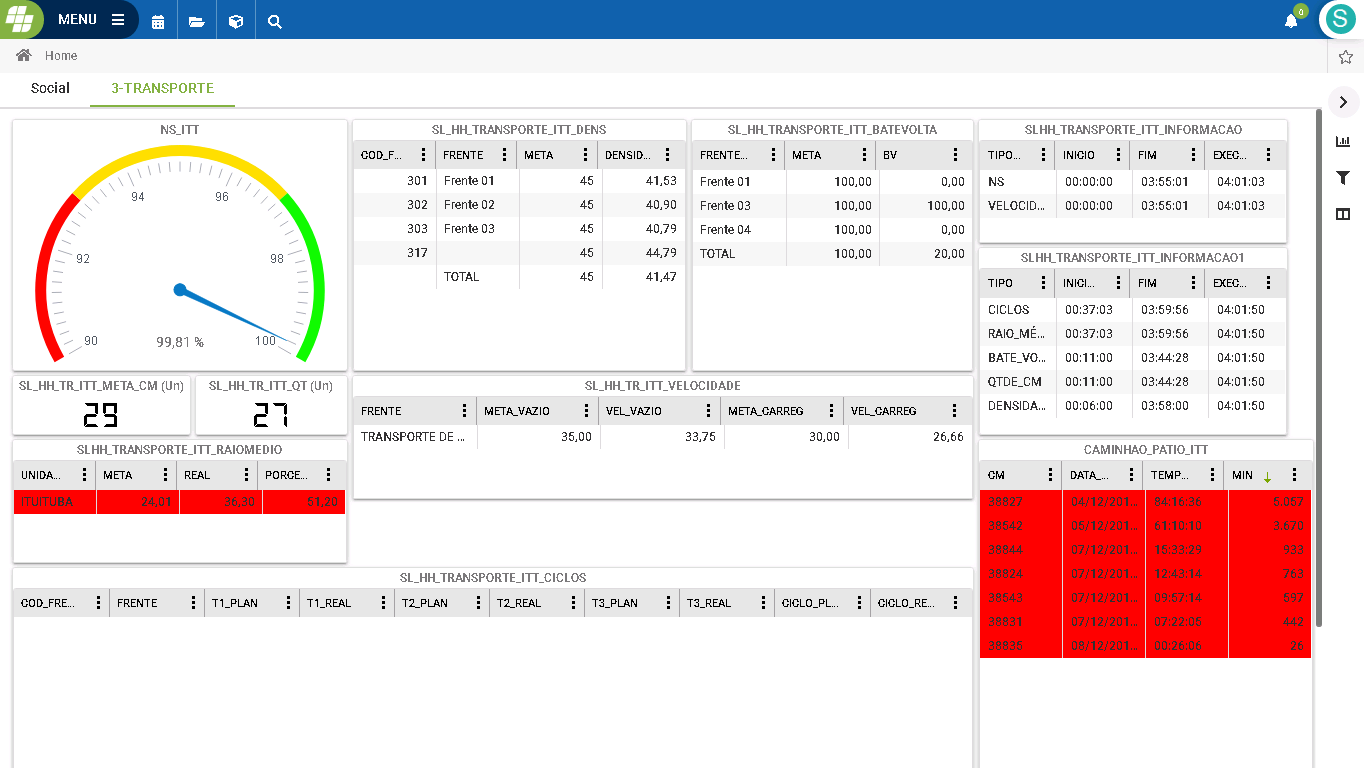 MENU
0
S
Home
Social 3-TRANSPORTE
NS_ITT
90 92 94 96 98 100
99,81 %
SL_HH_TRANSPORTE_ITT_DENS
COD_F... FRENTE META DENSID...
301 Frente 01 45 41,53
302 Frente 02 45 40,90
303 Frente 03 45 40,79
317 45 44,79
TOTAL 45 41,47
SL_HH_TRANSPORTE_ITT_BATEVOLTA
FRENTE... META BV
Frente 01 100,00 0,00
Frente 03 100,00 100,00
Frente 04 100,00 0,00
TOTAL 100,00 20,00
SLHH_TRANSPORTE_ITT_INFORMACAO
TIPO... INICIO FIM EXEC...
NS 00:00:00 03:55:01 04:01:03
VELOCID... 00:00:00 03:55:01 04:01:03
SLHH_TRANSPORTE_ITT_INFORMACAO1
TIPO INICI... FIM EXEC...
CICLOS 00:37:03 03:59:56 04:01:50
RAIO_MÉ... 00:37:03 03:59:56 04:01:50
BATE_VO... 00:11:00 03:44:28 04:01:50
QTDE_CM 00:11:00 03:44:28 04:01:50
DENSIDA... 00:06:00 03:58:00 04:01:50
SL_HH_TR_ITT_META_CM (Un)
29
SL_HH_TR_ITT_QT (Un)
27
SL_HH_TR_ITT_VELOCIDADE
FRENTE META_VAZIO VEL_VAZIO META_CARREG VEL_CARREG
TRANSPORTE DE ... 35,00 33,75 30,00 26,66
SLHH_TRANSPORTE_ITT_RAIOMEDIO
UNIDA... META REAL PORCE...
ITUITUBA 24,01 36,30 51,20
CAMINHAO_PATIO_ITT
CM DATA_... TEMP... MIN
38827 04/12/201... 84:16:36 5.057
38542 05/12/201... 61:10:10 3.670
38844 07/12/201... 15:33:29 933
38824 07/12/201... 12:43:14 763
38543 07/12/201... 09:57:14 597
38831 07/12/201... 07:22:05 442
38835 08/12/201... 00:26:06 26
SL_HH_TRANSPORTE_ITT_CICLOS
COD_FRE... FRENTE T1_PLAN T1_REAL T2_PLAN T2_REAL T3_PLAN T3_REAL CICLO_PL... CICLO_RE...